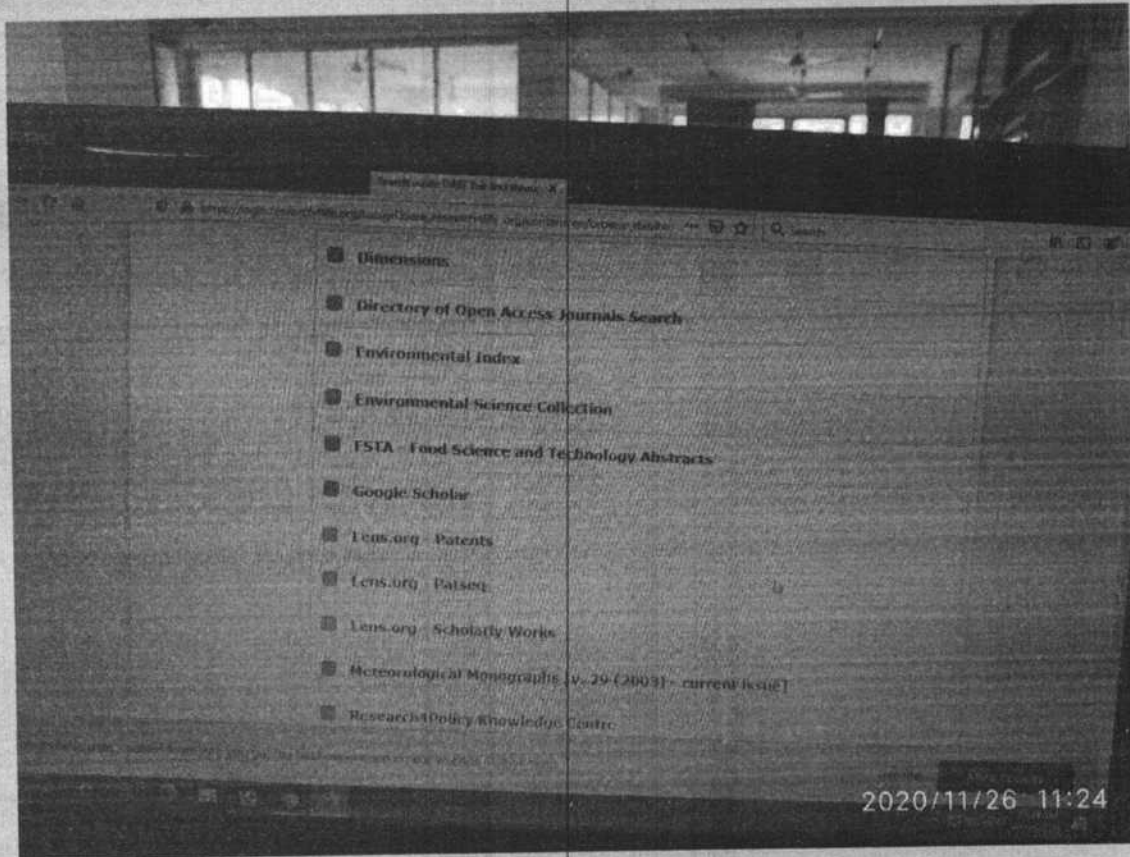 Search
Dimensions
Directory of Open Access Journals Search
Environmental Index
Environmental Science Collection
FSTA - Food Science and Technology Abstracts
Google Scholar
Lens.org - Patents
Lens.org - Patseq
Lens.org - Scholarly Works
Meteorological Monographs [v. 29 (2003) - current issue]
Research4Policy Knowledge Centre
2020/11/26 11:24